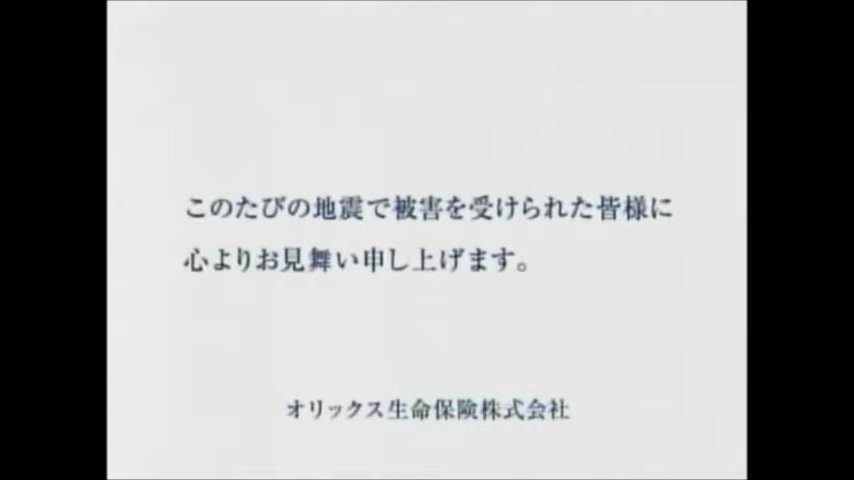 このたびの地震で被害を受けられた皆様に
心よりお見舞い申し上げます。
オリックス生命保険株式会社